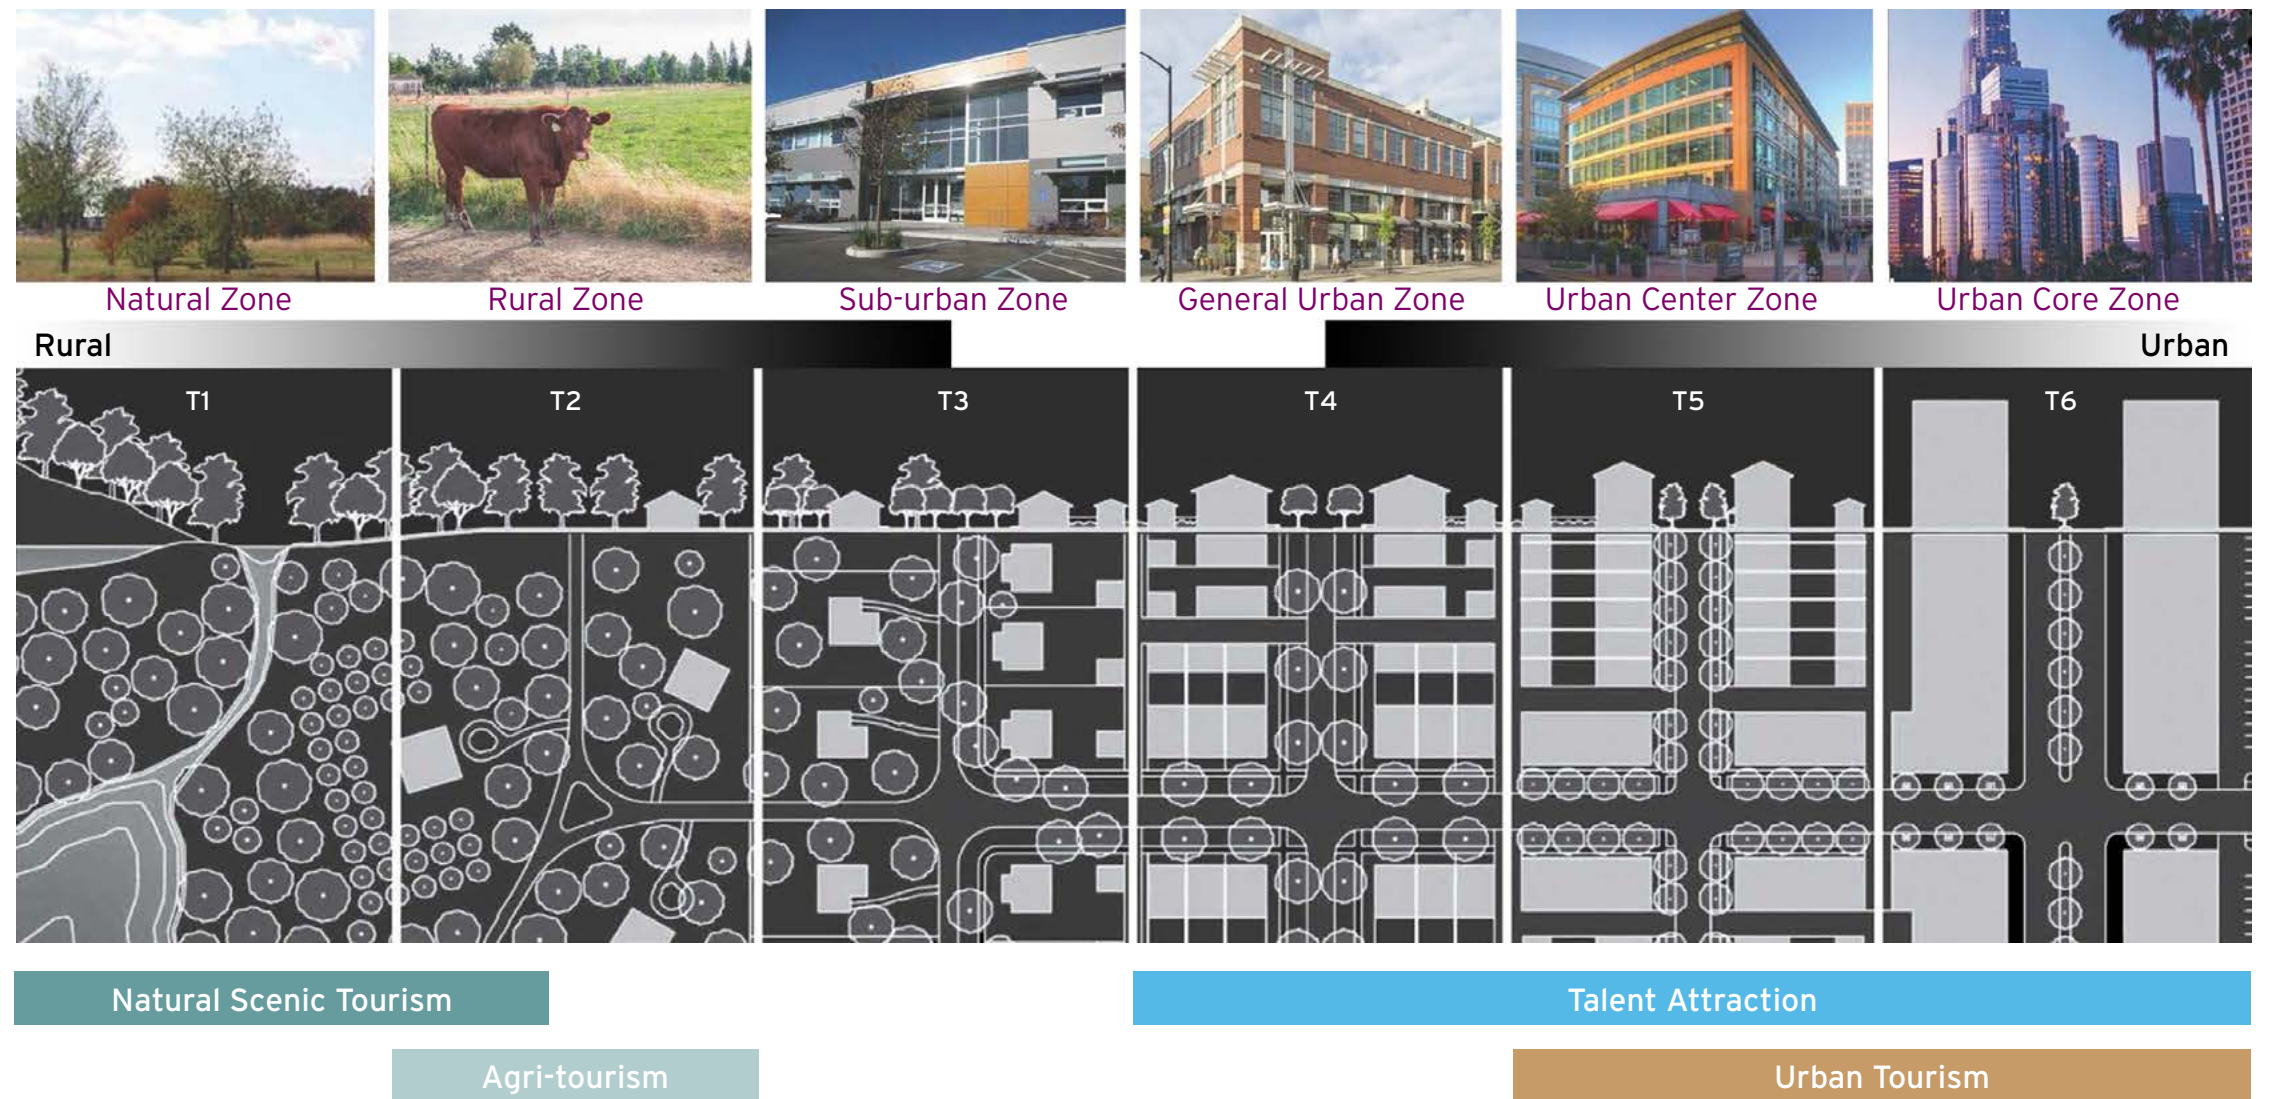 Natural Zone
Rural Zone
Sub-urban Zone
General Urban Zone
Urban Center Zone
Urban Core Zone
Rural
Urban
T1
T2
T3
T4
T5
T6
Natural Scenic Tourism
Talent Attraction
Agri-tourism
Urban Tourism